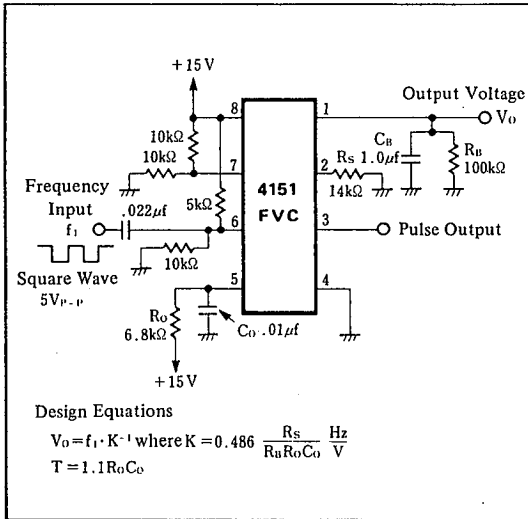 +15V
Output Voltage
8
1
Vo
10kΩ
10kΩ
7
CB
1.0μf
RB
100kΩ
2
Rs
14kΩ
4151
FVC
Frequency
Input
f₁
.022μf
5kΩ
6
3
Pulse Output
10kΩ
Square Wave
5VP-P
5
4
Ro
6.8kΩ
Co .01μf
+15V
Design Equations
Vo=f₁·K⁻¹ where K=0.486 Rs/RBRoCo Hz/V
T=1.1RoCo